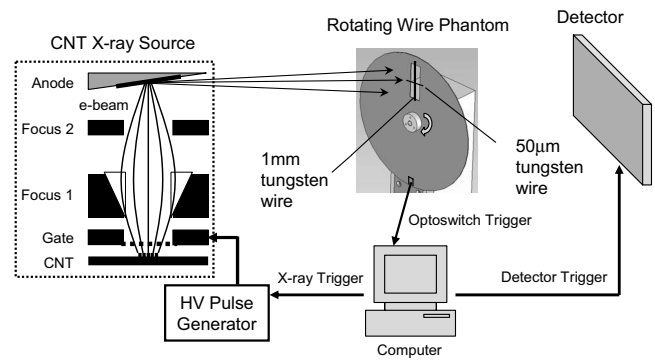 CNT X-ray Source
Rotating Wire Phantom
Detector
Anode
e-beam
Focus 2
Focus 1
Gate
CNT
1mm
tungsten
wire
50μm
tungsten
wire
Optoswitch Trigger
X-ray Trigger
Detector Trigger
HV Pulse
Generator
Computer